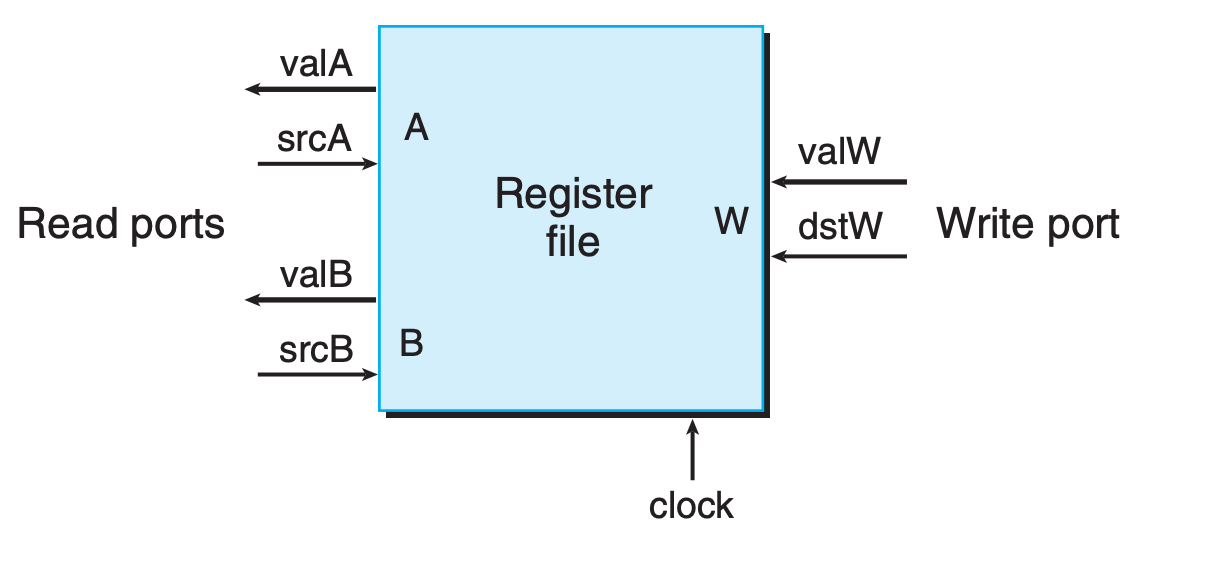 valA
srcA
A
Read ports
valB
srcB
B
Register
file
W
valW
dstW
Write port
clock